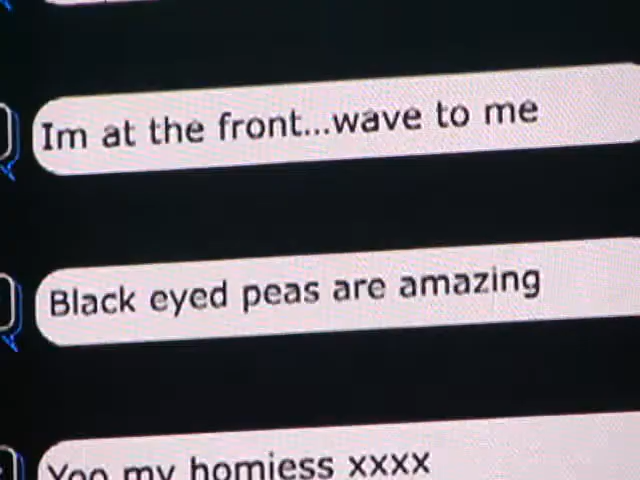 Im at the front...wave to me
Black eyed peas are amazing
Yoo my homiess xxxx